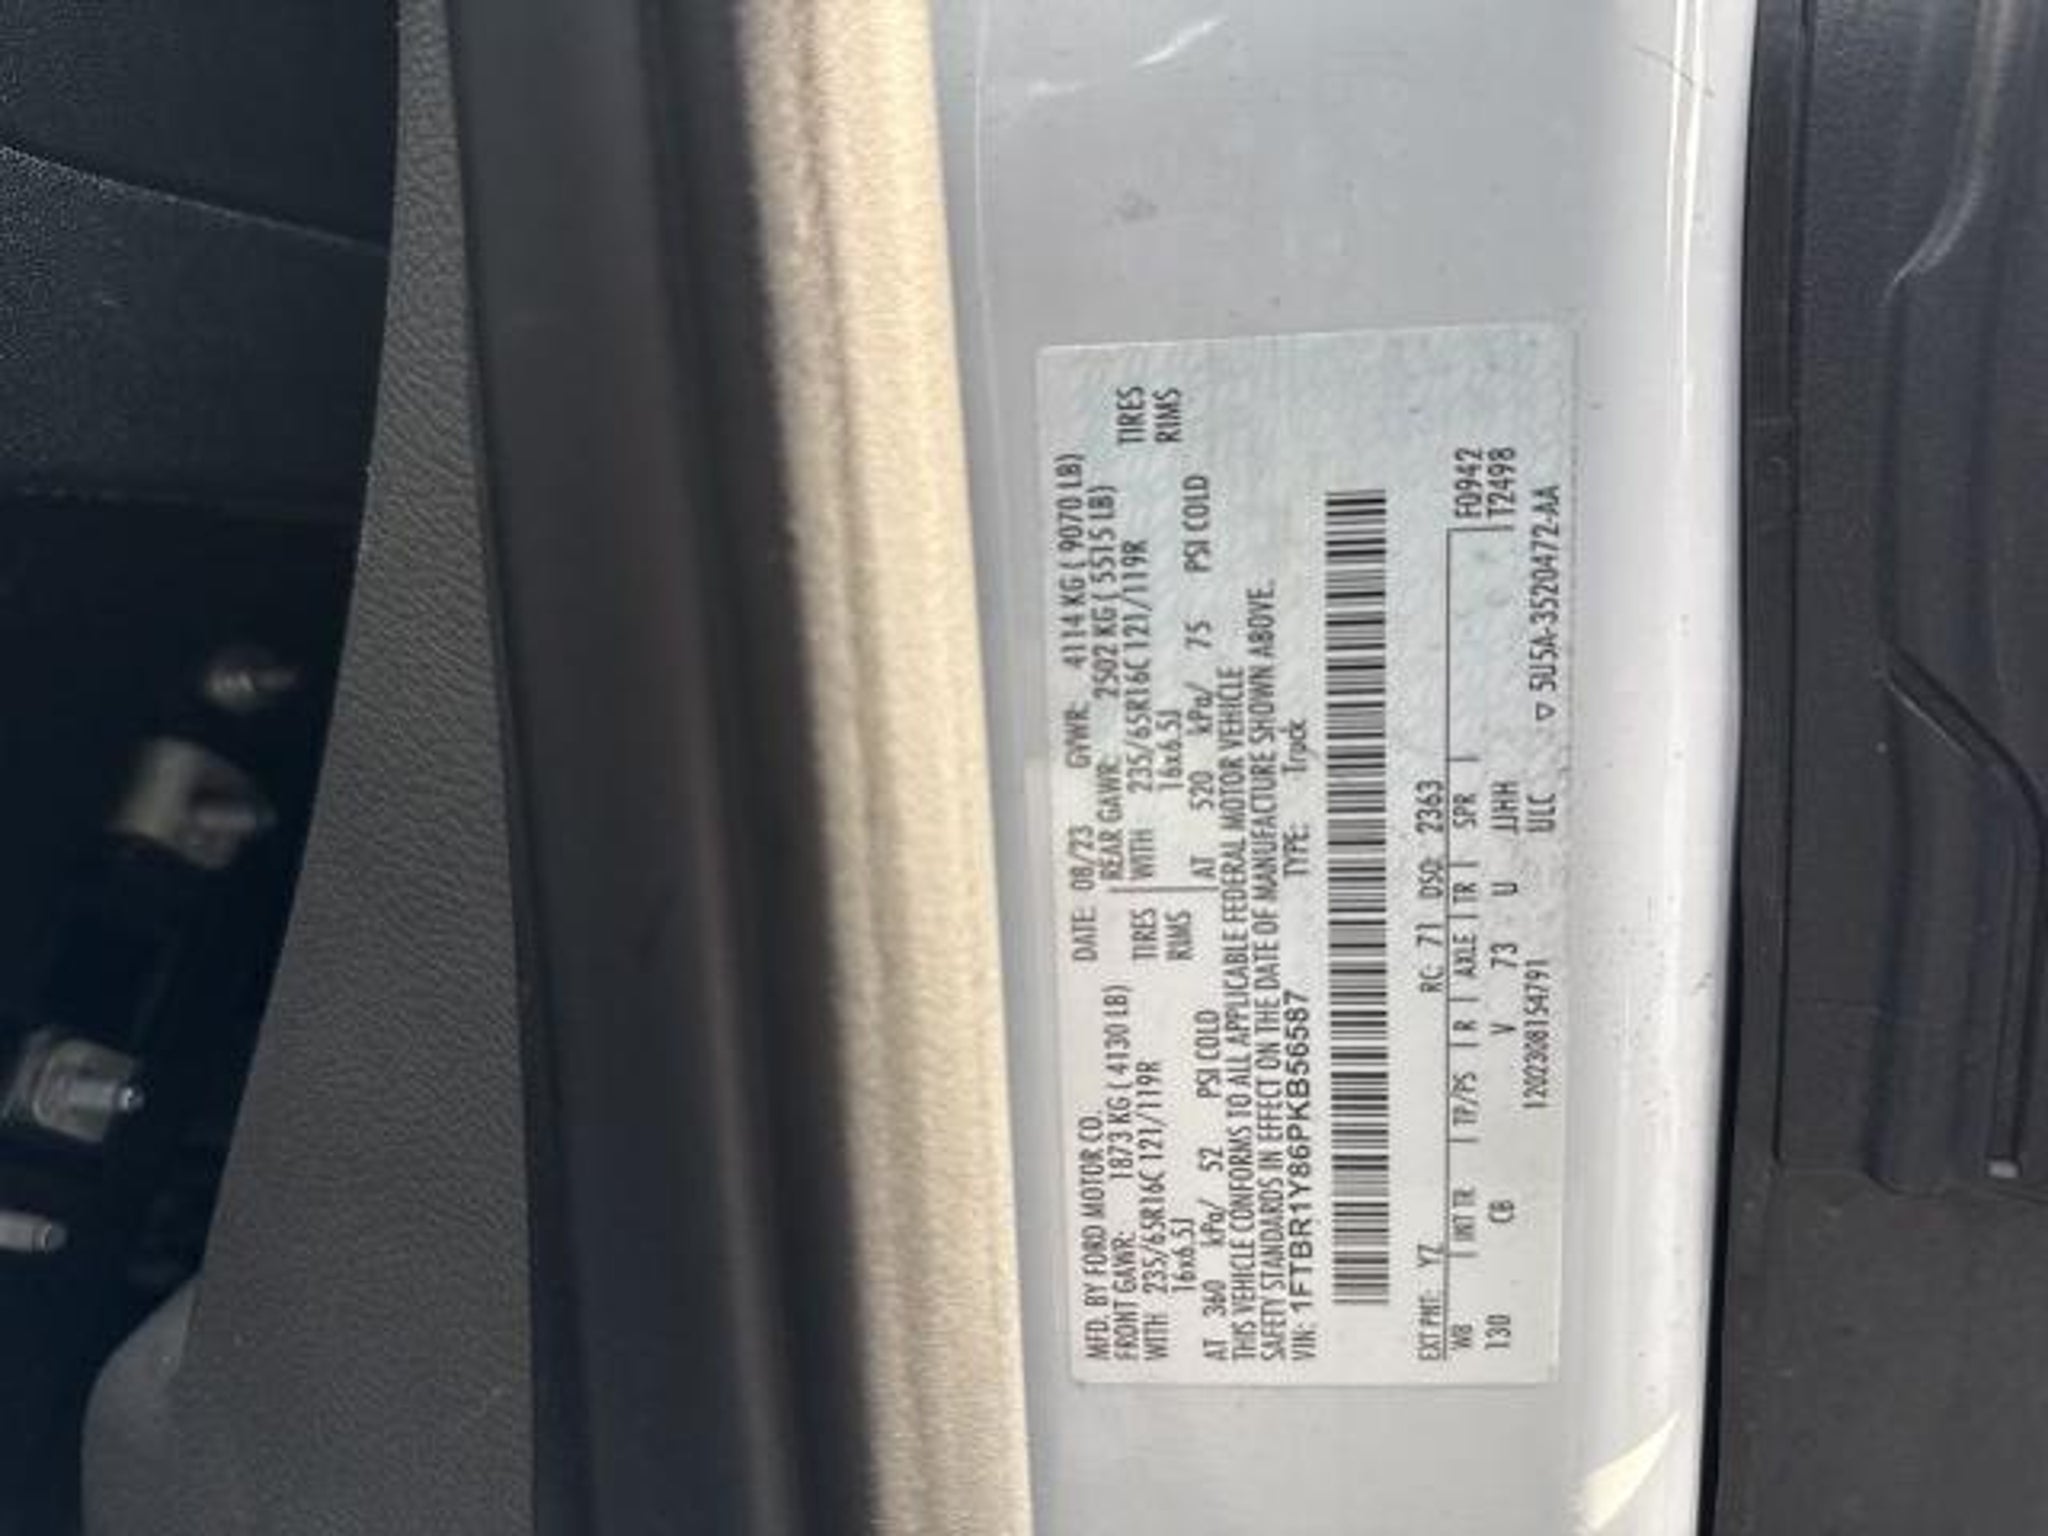 MFD. BY FORD MOTOR CO. DATE: 08/23 GVWR: 4114 KG ( 9070 LB)
FRONT GAWR: 1873 KG ( 4130 LB) REAR GAWR: 2502 KG ( 5515 LB)
WITH 235/65R16C 121/119R TIRES WITH 235/65R16C 121/119R TIRES
16x6.5J RIMS 16x6.5J RIMS
AT 360 kPa/ 52 PSI COLD AT 520 kPa/ 75 PSI COLD
THIS VEHICLE CONFORMS TO ALL APPLICABLE FEDERAL MOTOR VEHICLE
SAFETY STANDARDS IN EFFECT ON THE DATE OF MANUFACTURE SHOWN ABOVE.
VIN: 1FTBR1Y86PKB56587 TYPE: Truck
EXT PNT: YZ RC: 71 DSO: 2363
WB INT TR TP/PS R AXLE TR SPR F0942
130 CB V 73 U JJHH T2498
1202308154791 ULC ▽ 5U5A-3520472-AA